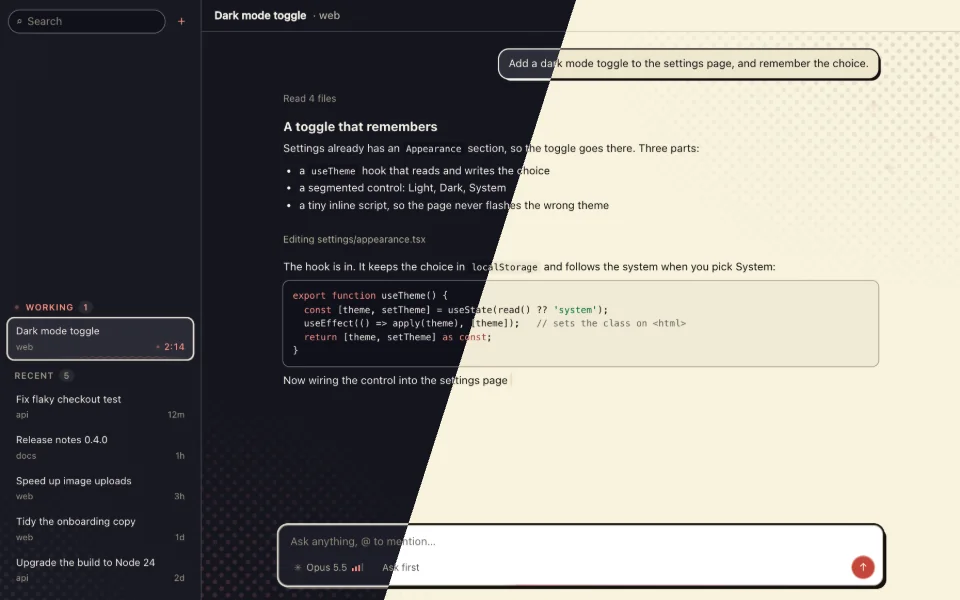 Search +
Dark mode toggle · web
Add a dark mode toggle to the settings page, and remember the choice.
Read 4 files
A toggle that remembers
Settings already has an Appearance section, so the toggle goes there. Three parts:
• a useTheme hook that reads and writes the choice
• a segmented control: Light, Dark, System
• a tiny inline script, so the page never flashes the wrong theme
Editing settings/appearance.tsx
The hook is in. It keeps the choice in localStorage and follows the system when you pick System:
export function useTheme() {
  const [theme, setTheme] = useState(read() ?? 'system');
  useEffect(() => apply(theme), [theme]);   // sets the class on <html>
  return [theme, setTheme] as const;
}
Now wiring the control into the settings page
WORKING 1
Dark mode toggle
web 2:14
RECENT 5
Fix flaky checkout test
api 12m
Release notes 0.4.0
docs 1h
Speed up image uploads
web 3h
Tidy the onboarding copy
web 1d
Upgrade the build to Node 24
api 2d
Ask anything, @ to mention...
Opus 5.5 Ask first